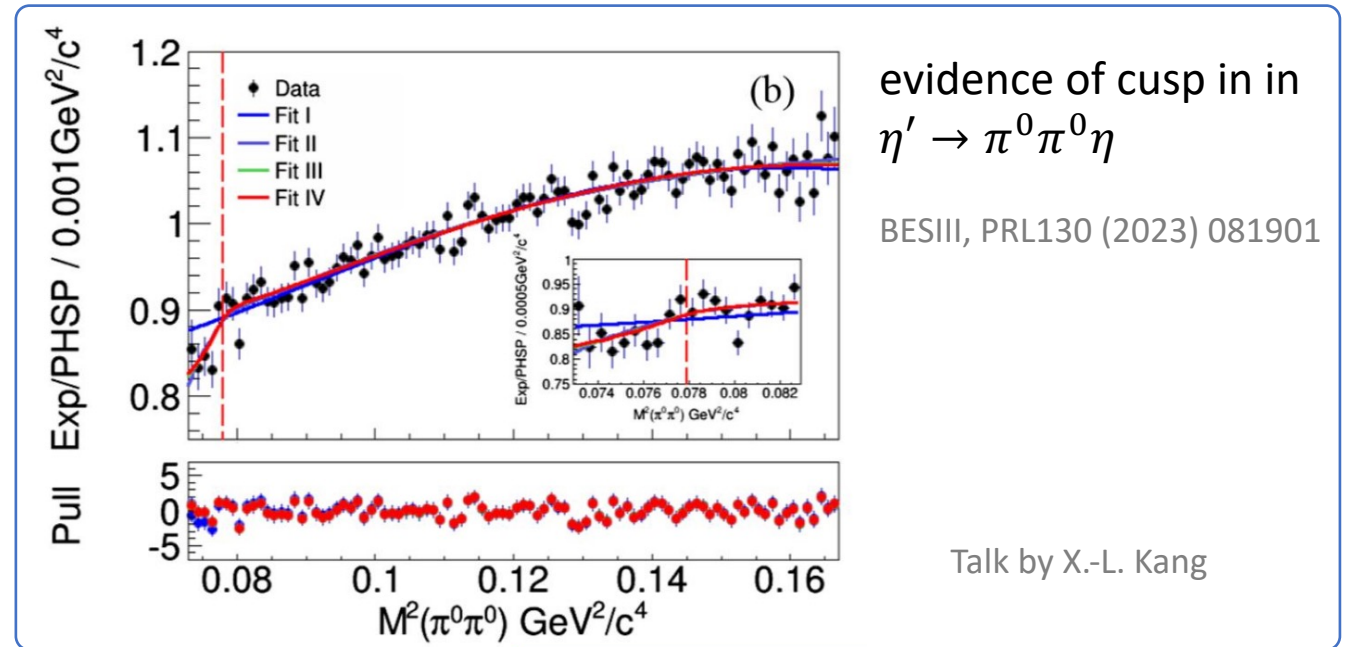 Exp/PHSP / 0.001GeV²/c⁴
1.2
1.1
1
0.9
0.8
Data
Fit I
Fit II
Fit III
Fit IV
(b)
Exp/PHSP / 0.0005GeV²/c⁴
1
0.95
0.9
0.85
0.8
0.75
0.074 0.076 0.078 0.08 0.082
M²(π⁰π⁰) GeV²/c⁴
Pull
5
0
-5
0.08 0.1 0.12 0.14 0.16
M²(π⁰π⁰) GeV²/c⁴
evidence of cusp in in
η′ → π⁰π⁰η
BESIII, PRL130 (2023) 081901
Talk by X.-L. Kang